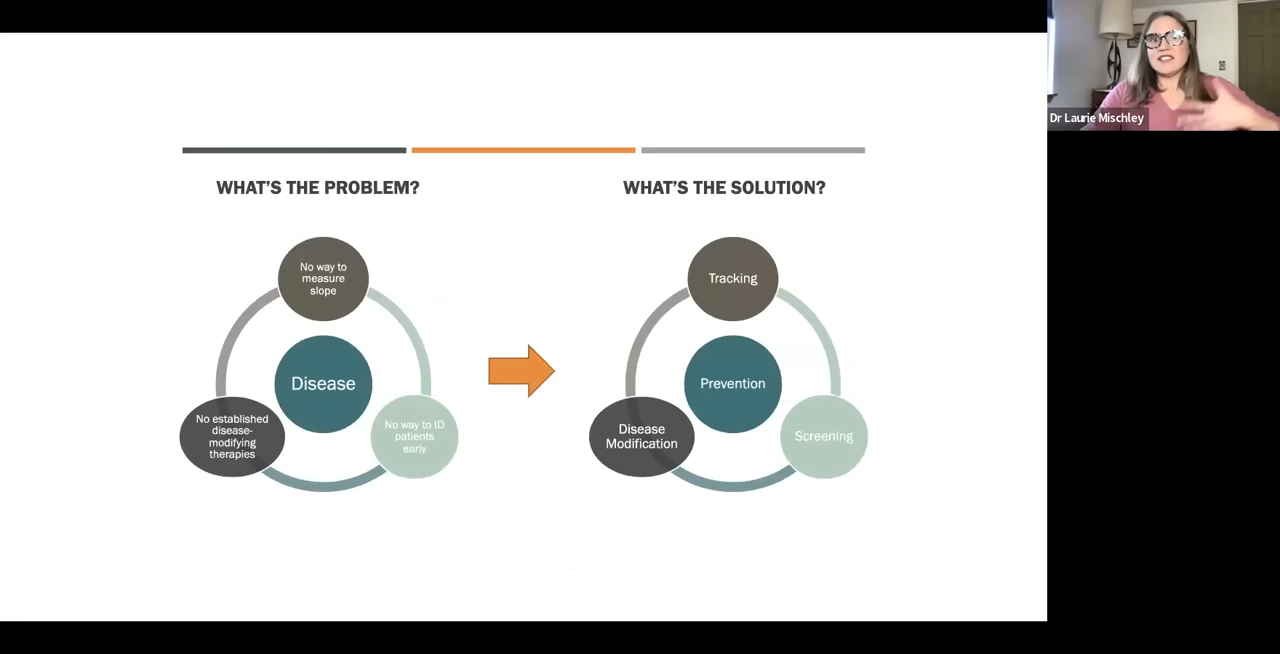 WHAT'S THE PROBLEM?
No way to
measure
slope
Disease
No established
disease-
modifying
therapies
No way to ID
patients
early
WHAT'S THE SOLUTION?
Tracking
Prevention
Disease
Modification
Screening
Dr Laurie Mischley